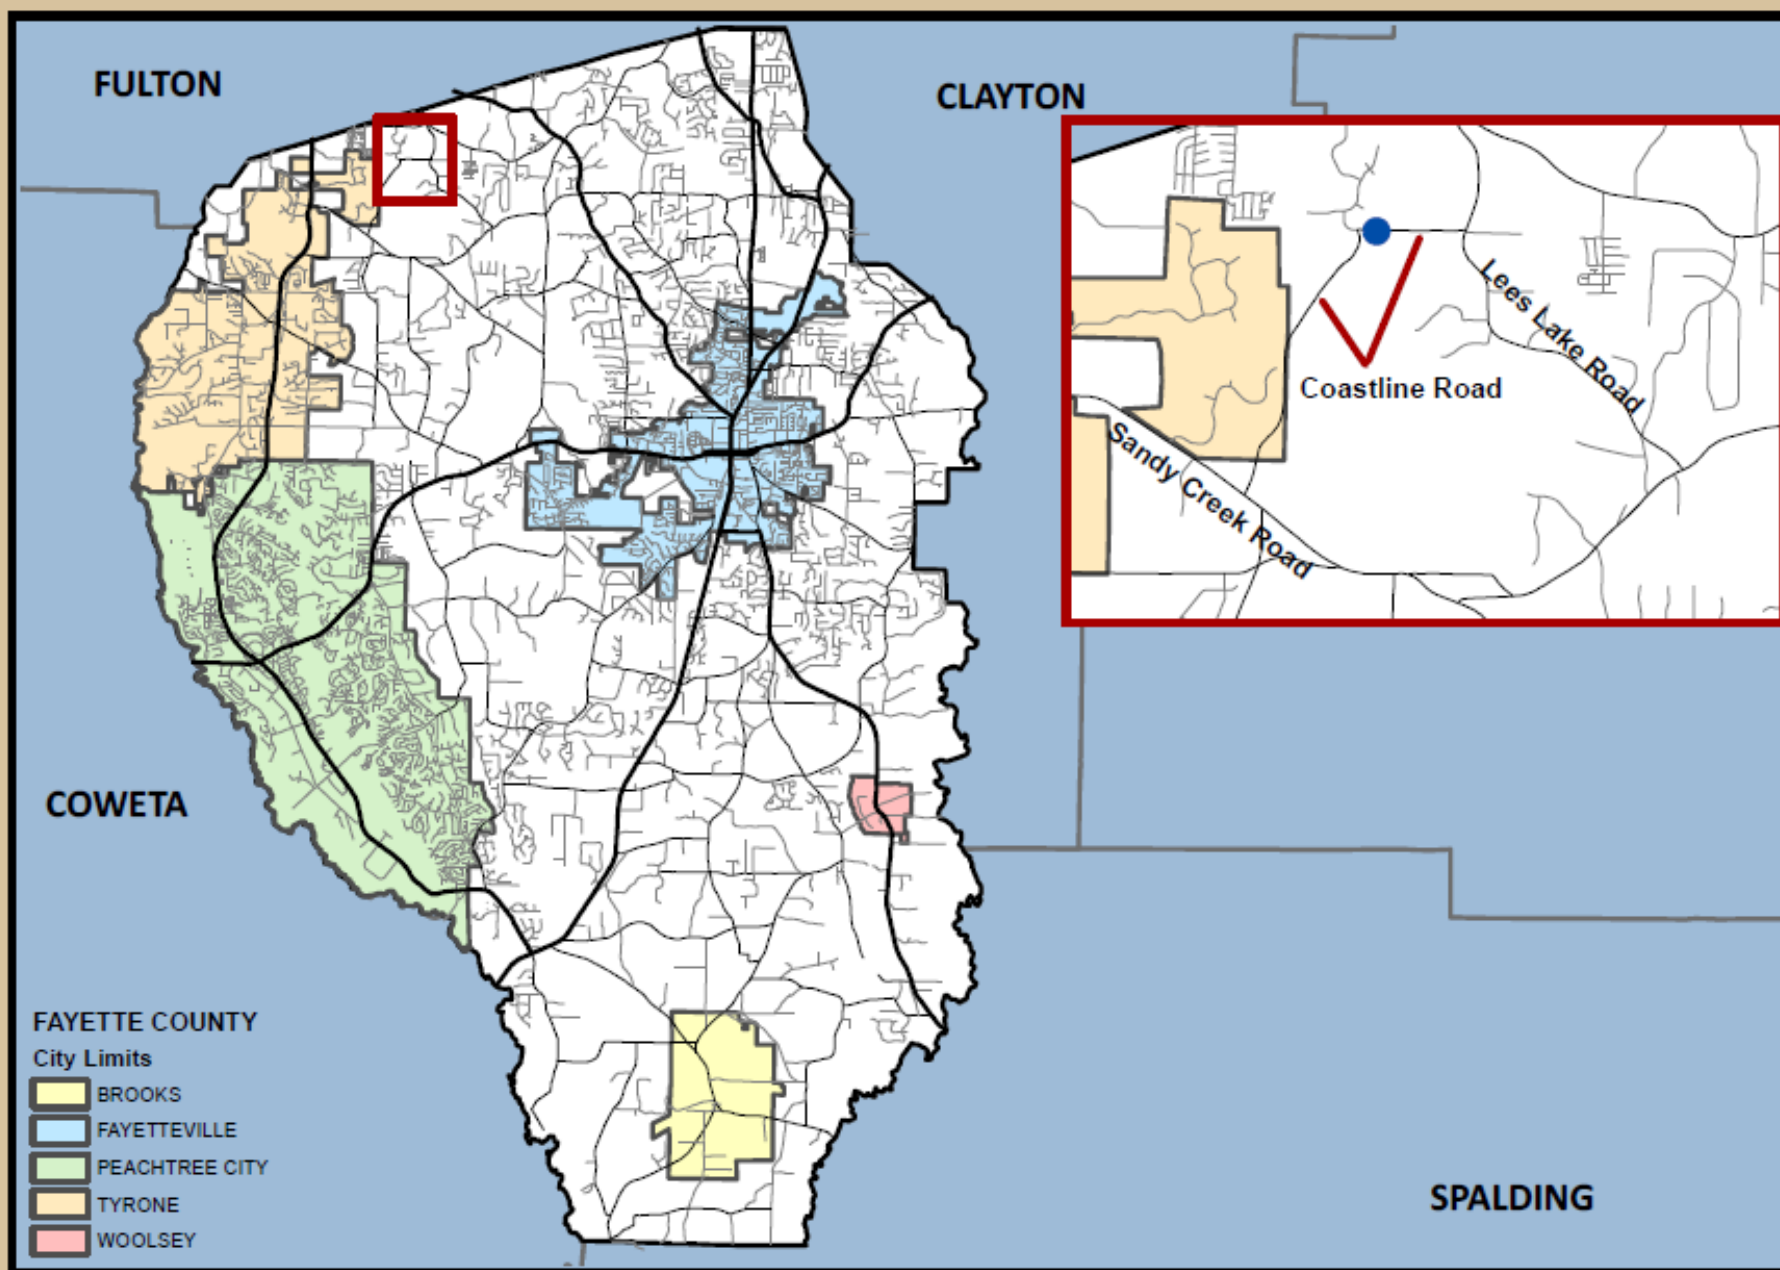 FULTON
CLAYTON
Lees Lake Road
Coastline Road
Sandy Creek Road
COWETA
FAYETTE COUNTY
City Limits
BROOKS
FAYETTEVILLE
PEACHTREE CITY
TYRONE
WOOLSEY
SPALDING